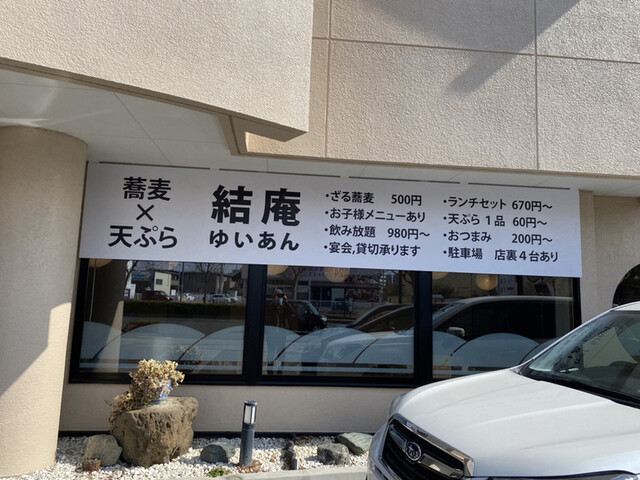 蕎麦
×
天ぷら
結庵
ゆいあん
・ざる蕎麦 500円
・お子様メニューあり
・飲み放題 980円～
・宴会,貸切承ります
・ランチセット 670円～
・天ぷら１品 60円～
・おつまみ 200円～
・駐車場 店裏４台あり